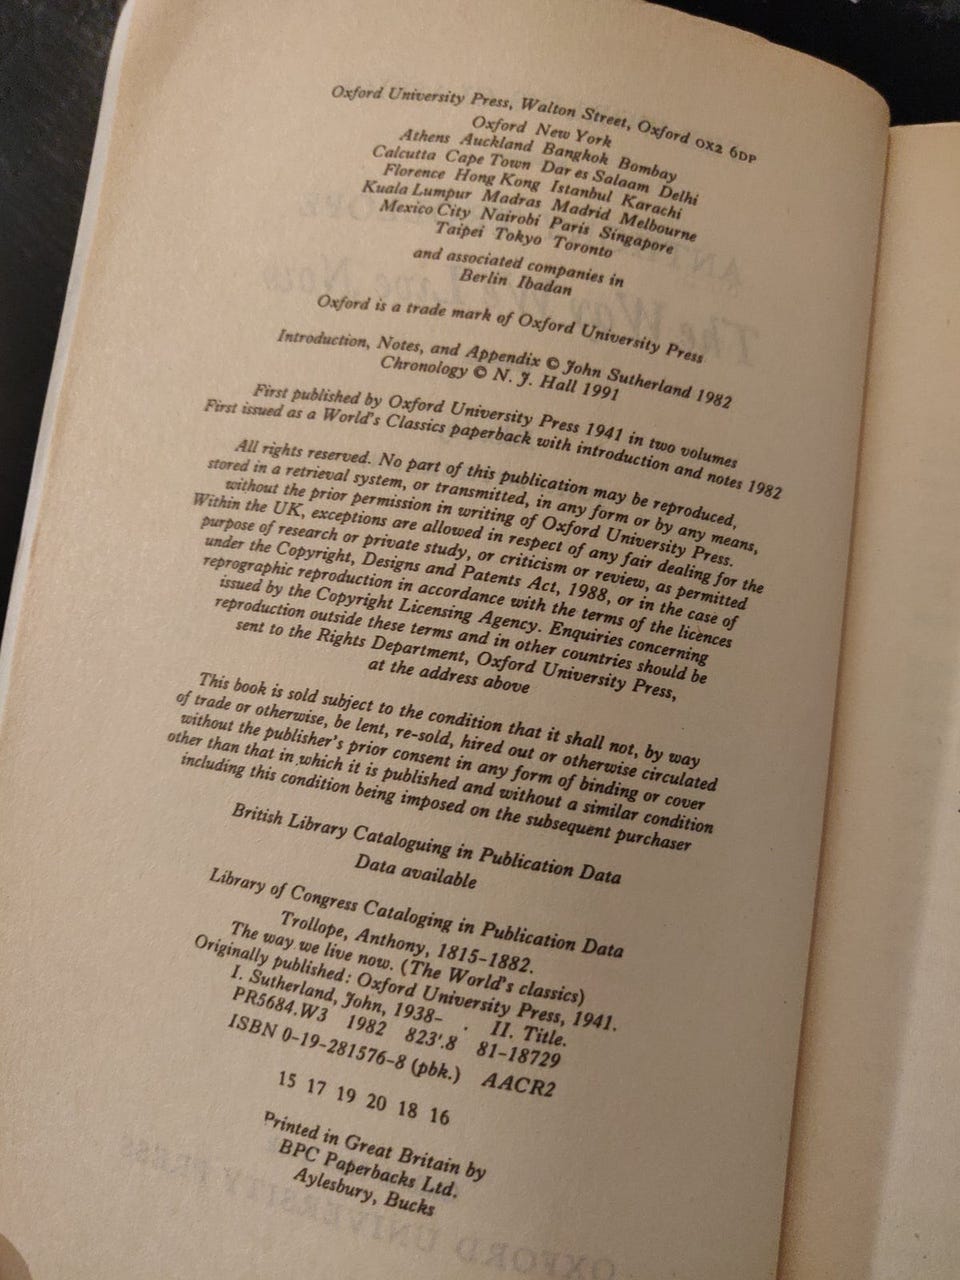 Oxford University Press, Walton Street, Oxford OX2 6DP
Oxford New York
Athens Auckland Bangkok Bombay
Calcutta Cape Town Dar es Salaam Delhi
Florence Hong Kong Istanbul Karachi
Kuala Lumpur Madras Madrid Melbourne
Mexico City Nairobi Paris Singapore
Taipei Tokyo Toronto
and associated companies in
Berlin Ibadan
Oxford is a trade mark of Oxford University Press
Introduction, Notes, and Appendix © John Sutherland 1982
Chronology © N. J. Hall 1991
First published by Oxford University Press 1941 in two volumes
First issued as a World's Classics paperback with introduction and notes 1982
All rights reserved. No part of this publication may be reproduced,
stored in a retrieval system, or transmitted, in any form or by any means,
without the prior permission in writing of Oxford University Press.
Within the UK, exceptions are allowed in respect of any fair dealing for the
purpose of research or private study, or criticism or review, as permitted
under the Copyright, Designs and Patents Act, 1988, or in the case of
reprographic reproduction in accordance with the terms of the licences
issued by the Copyright Licensing Agency. Enquiries concerning
reproduction outside these terms and in other countries should be
sent to the Rights Department, Oxford University Press,
at the address above
This book is sold subject to the condition that it shall not, by way
of trade or otherwise, be lent, re-sold, hired out or otherwise circulated
without the publisher's prior consent in any form of binding or cover
other than that in which it is published and without a similar condition
including this condition being imposed on the subsequent purchaser
British Library Cataloguing in Publication Data
Data available
Library of Congress Cataloging in Publication Data
Trollope, Anthony, 1815-1882.
The way we live now. (The World's classics)
Originally published: Oxford University Press, 1941.
I. Sutherland, John, 1938- . II. Title.
PR5684.W3 1982 823'.8 81-18729
ISBN 0-19-281576-8 (pbk.) AACR2
15 17 19 20 18 16
Printed in Great Britain by
BPC Paperbacks Ltd.
Aylesbury, Bucks